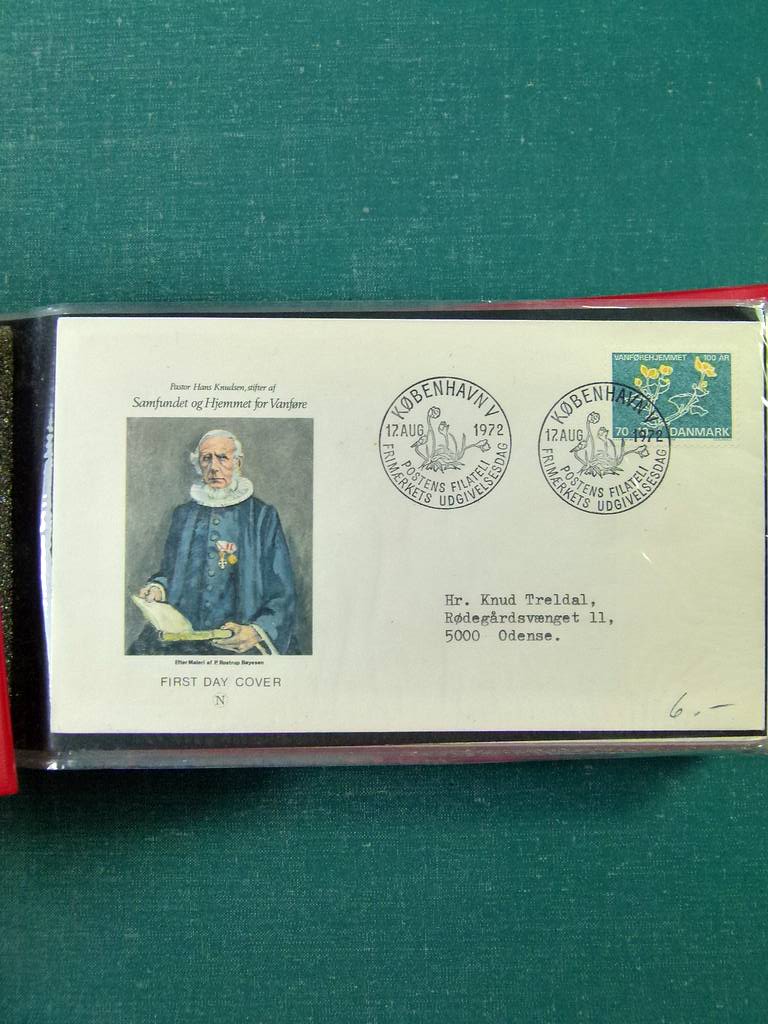 Pastor Hans Knudsen, stifter af
Samfundet og Hjemmet for Vanføre
Efter Maleri af P. Rostrup Bøyesen
FIRST DAY COVER
N
KØBENHAVN V
17.AUG 1972
POSTENS FILATELI
FRIMÆRKETS UDGIVELSESDAG
KØBENHAVN V
17.AUG 1972
POSTENS FILATELI
FRIMÆRKETS UDGIVELSESDAG
VANFØREHJEMMET 100 ÅR
70 DANMARK
Hr. Knud Treldal,
Rødegårdsvænget 11,
5000 Odense.
6.-